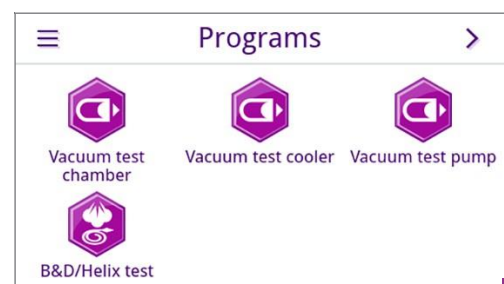 Programs
Vacuum test
chamber
Vacuum test cooler
Vacuum test pump
B&D/Helix test